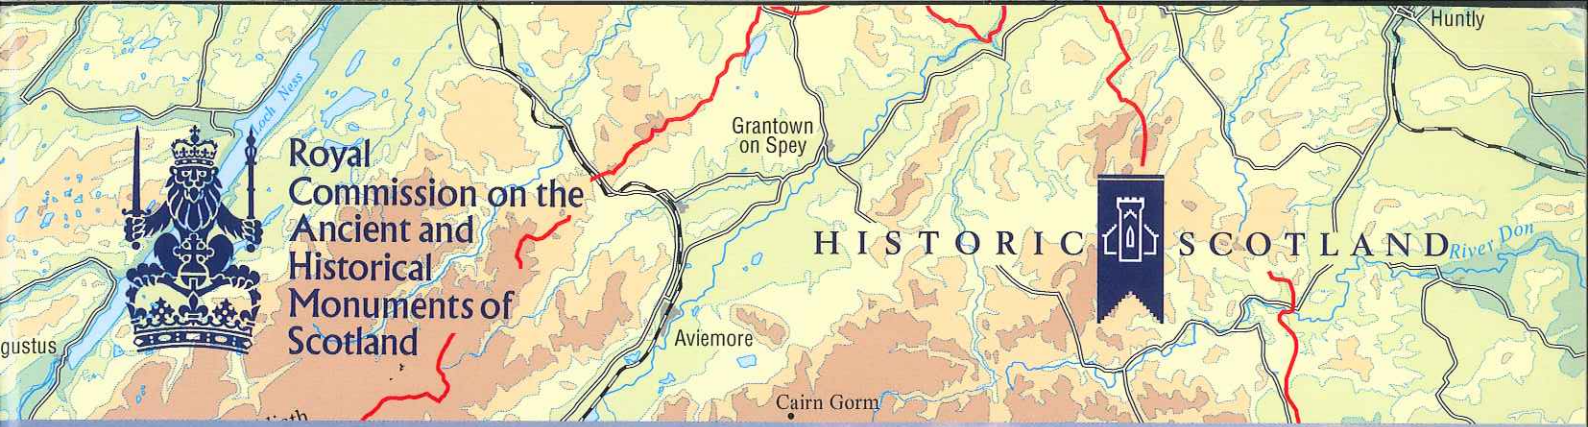 Huntly
Loch Ness
Grantown
on Spey
Royal
Commission on the
Ancient and
Historical
Monuments of
Scotland
HISTORIC SCOTLAND
River Don
gustus
Aviemore
Cairn Gorm